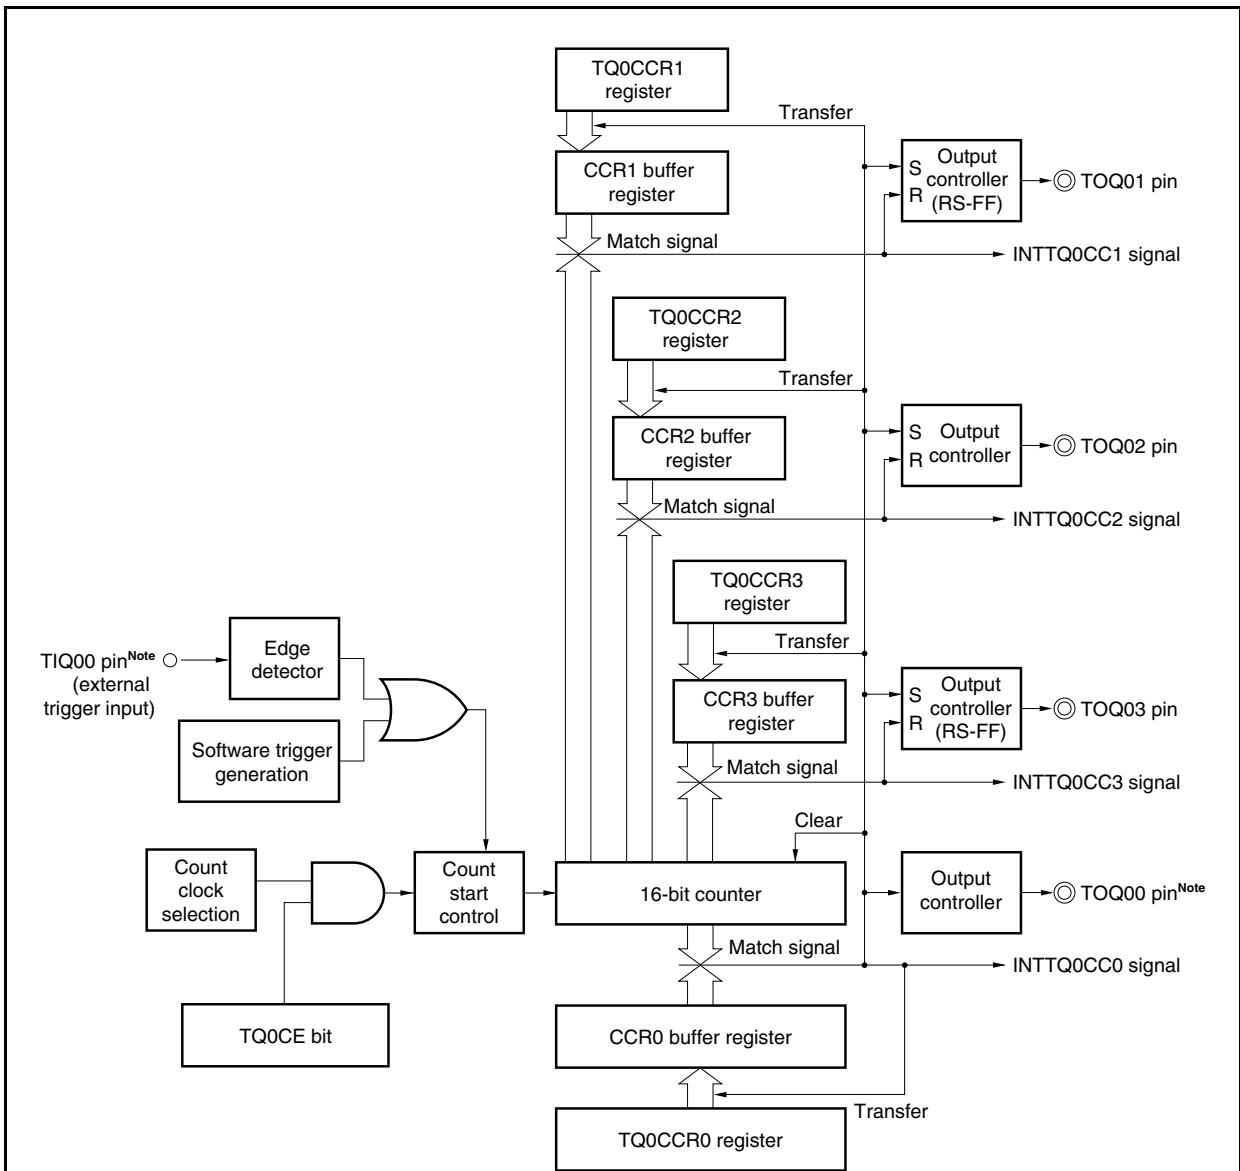 TQ0CCR1
register
Transfer
CCR1 buffer
register
S
R
Output
controller
(RS-FF)
TOQ01 pin
Match signal
INTTQ0CC1 signal
TQ0CCR2
register
Transfer
CCR2 buffer
register
S
R
Output
controller
TOQ02 pin
Match signal
INTTQ0CC2 signal
TQ0CCR3
register
Transfer
TIQ00 pinNote
(external
trigger input)
Edge
detector
CCR3 buffer
register
S
R
Output
controller
(RS-FF)
TOQ03 pin
Software trigger
generation
Match signal
INTTQ0CC3 signal
Clear
Count
clock
selection
Count
start
control
16-bit counter
Output
controller
TOQ00 pinNote
Match signal
INTTQ0CC0 signal
TQ0CE bit
CCR0 buffer register
Transfer
TQ0CCR0 register